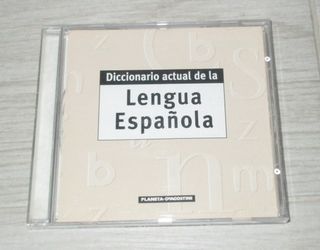 Diccionario actual de la
Lengua
Española
PLANETA-DeAGOSTINI